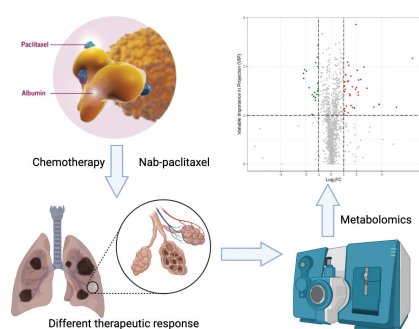 Paclitaxel
Albumin
Chemotherapy
Nab-paclitaxel
Different therapeutic response
Metabolomics
Variable Importance in Projection (VIP)
Log₂FC